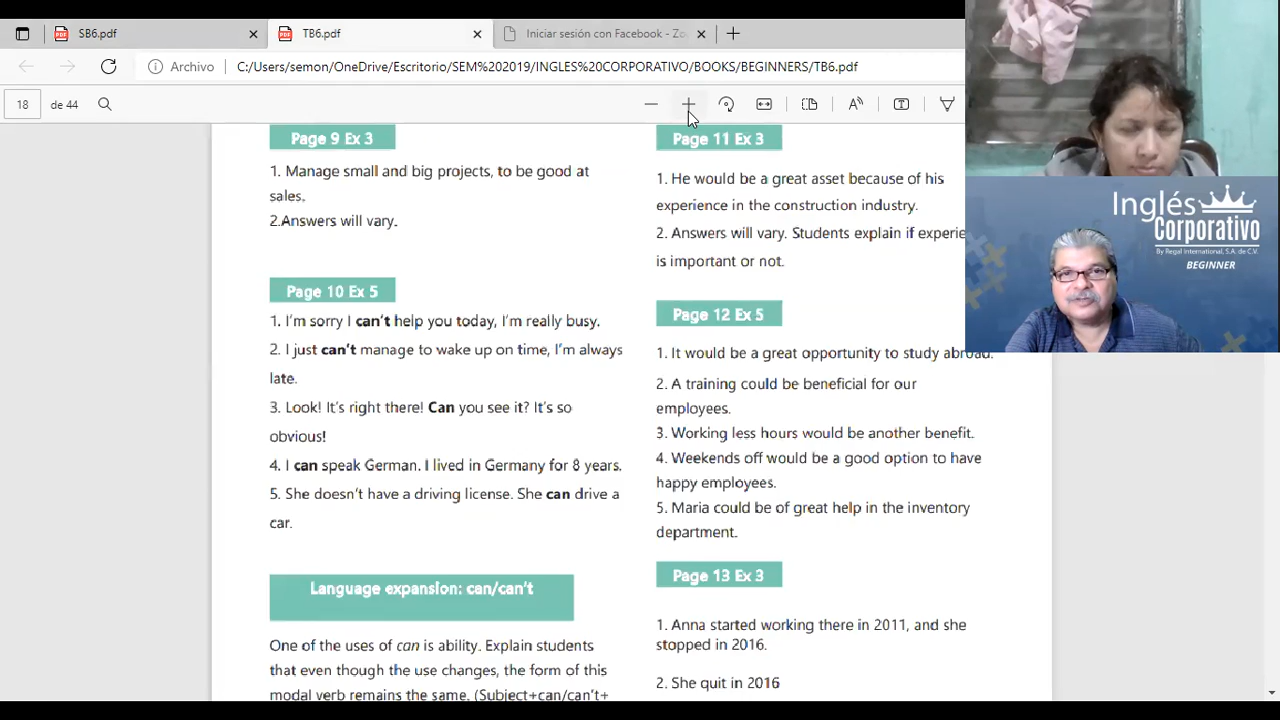 SB6.pdf
TB6.pdf
Iniciar sesión con Facebook - Zo
Archivo
C:/Users/semon/OneDrive/Escritorio/SEM%202019/INGLES%20CORPORATIVO/BOOKS/BEGINNERS/TB6.pdf
18 de 44
Page 9 Ex 3
1. Manage small and big projects, to be good at
sales.
2.Answers will vary.
Page 10 Ex 5
1. I'm sorry I can't help you today, I'm really busy.
2. I just can't manage to wake up on time, I'm always
late.
3. Look! It's right there! Can you see it? It's so
obvious!
4. I can speak German. I lived in Germany for 8 years.
5. She doesn't have a driving license. She can drive a
car.
Language expansion: can/can't
One of the uses of can is ability. Explain students
that even though the use changes, the form of this
modal verb remains the same. (Subject+can/can't+
Page 11 Ex 3
1. He would be a great asset because of his
experience in the construction industry.
2. Answers will vary. Students explain if experie
is important or not.
Page 12 Ex 5
1. It would be a great opportunity to study abroad.
2. A training could be beneficial for our
employees.
3. Working less hours would be another benefit.
4. Weekends off would be a good option to have
happy employees.
5. Maria could be of great help in the inventory
department.
Page 13 Ex 3
1. Anna started working there in 2011, and she
stopped in 2016.
2. She quit in 2016
Inglés
Corporativo
By Regal International, S.A. de C.V.
BEGINNER